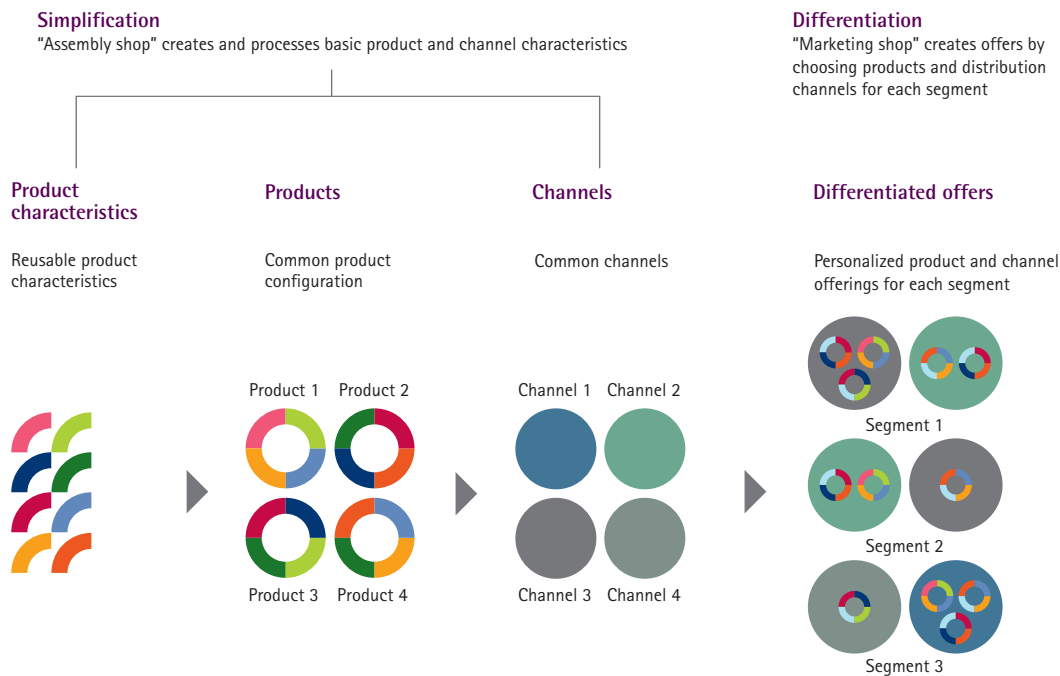 Simplification
“Assembly shop” creates and processes basic product and channel characteristics
Differentiation
“Marketing shop” creates offers by
choosing products and distribution
channels for each segment
Product
characteristics
Products
Channels
Differentiated offers
Reusable product
characteristics
Common product
configuration
Common channels
Personalized product and channel
offerings for each segment
Product 1
Product 2
Product 3
Product 4
Channel 1
Channel 2
Channel 3
Channel 4
Segment 1
Segment 2
Segment 3